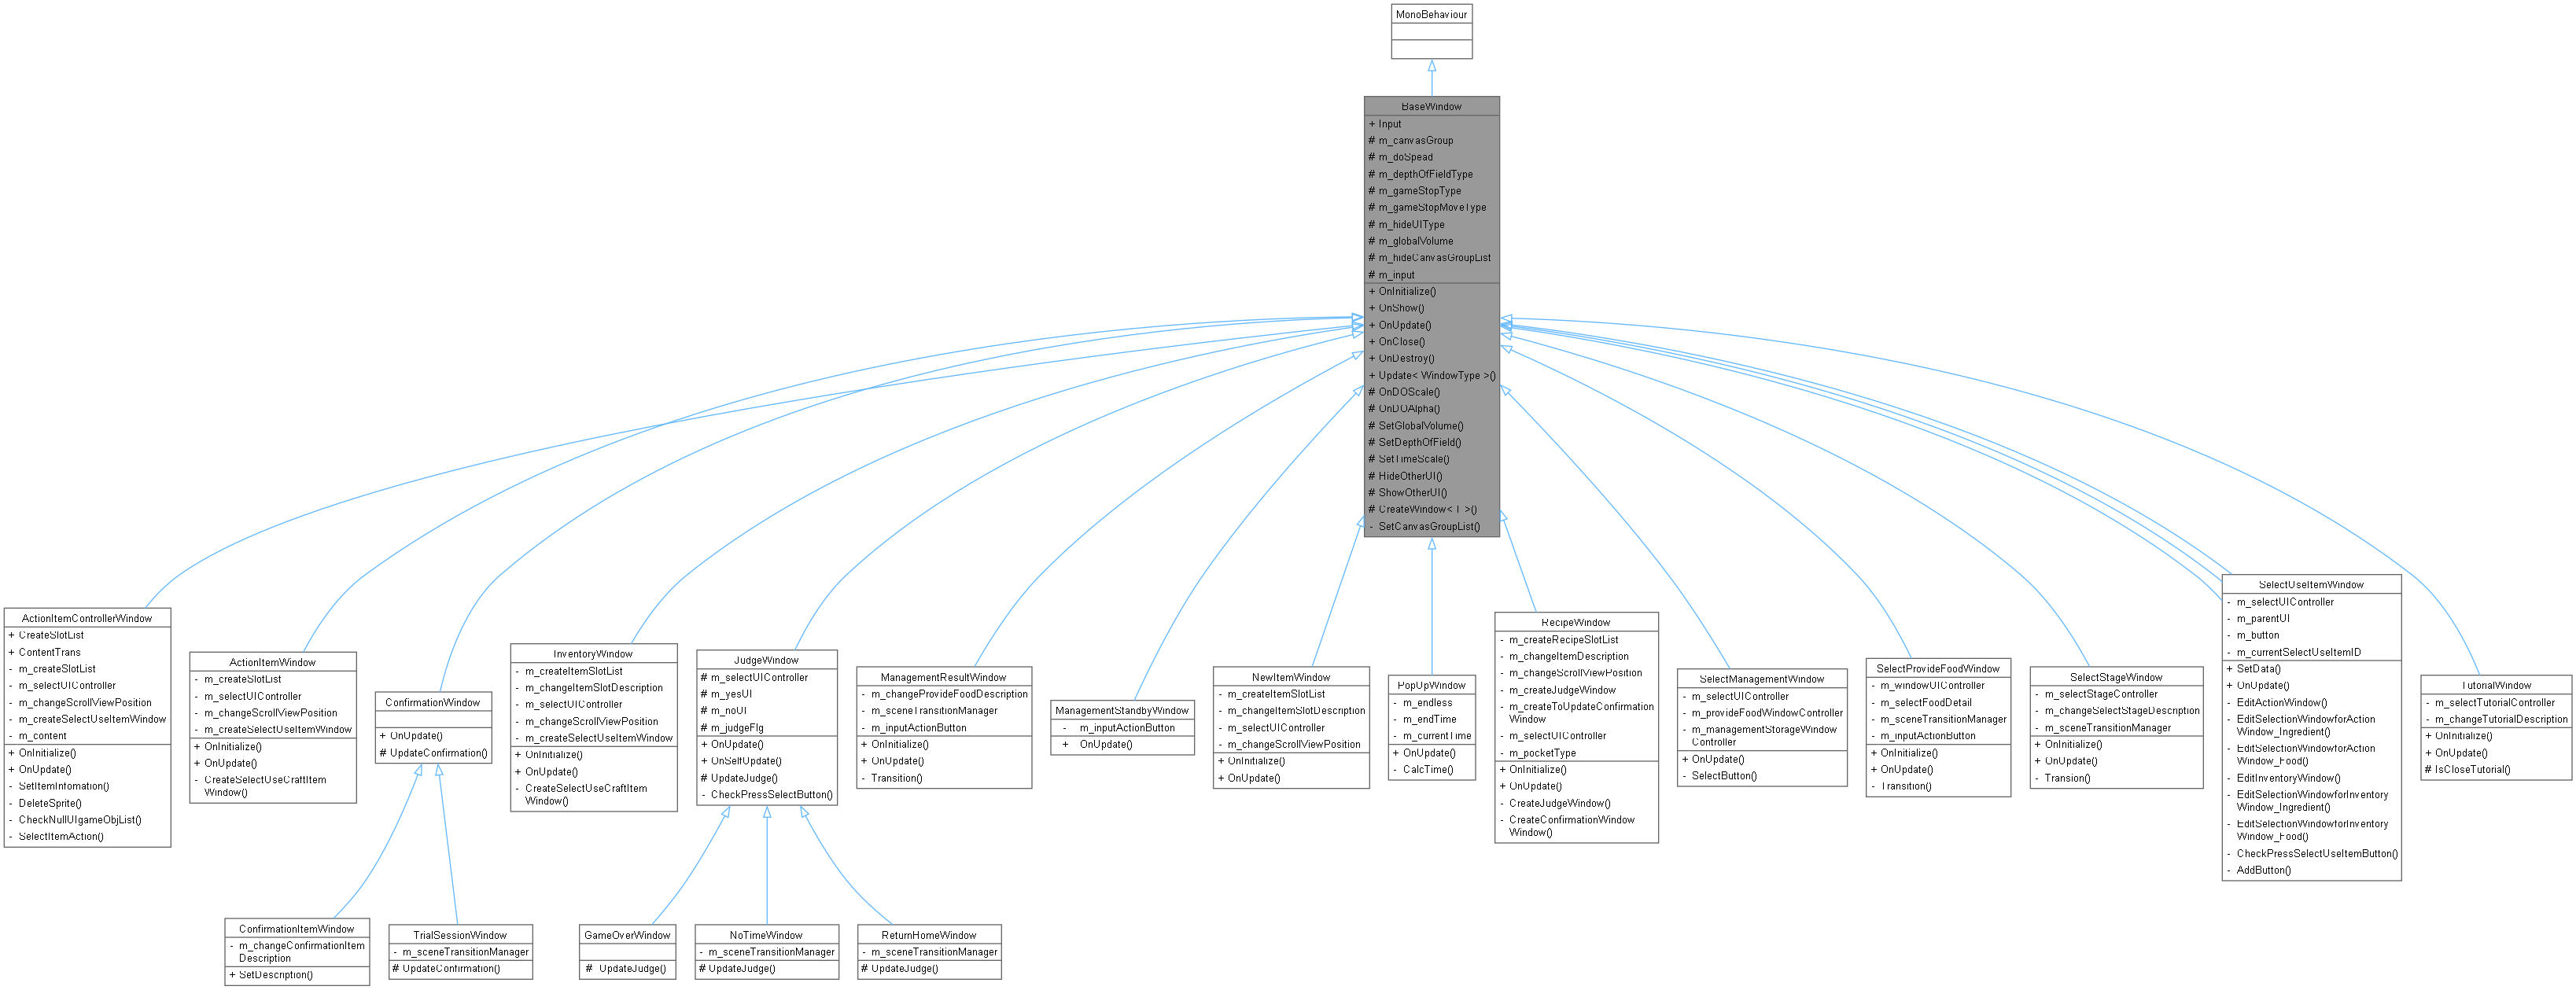 MonoBehaviour
BaseWindow
+ Input
# m_canvasGroup
# m_doSpead
# m_depthOfFieldType
# m_gameStopType
# m_gameStopMoveType
# m_hideUIType
# m_globalVolume
# m_hideCanvasGroupList
# m_input
+ OnInitialize()
+ OnShow()
+ OnUpdate()
+ OnClose()
+ OnDestroy()
+ Update< WindowType >()
# OnDOScale()
# OnDOAlpha()
# SetGlobalVolume()
# SetDepthOfField()
# SetTimeScale()
# HideOtherUI()
# ShowOtherUI()
# CreateWindow< T >()
- SetCanvasGroupList()
ActionItemControllerWindow
+ CreateSlotList
+ ContentTrans
- m_createSlotList
- m_selectUIController
- m_changeScrollViewPosition
- m_createSelectUseItemWindow
- m_content
+ OnInitialize()
+ OnUpdate()
- SetItemInfomation()
- DeleteSprite()
- CheckNullUIgameObjList()
- SelectItemAction()
ActionItemWindow
- m_createSlotList
- m_selectUIController
- m_changeScrollViewPosition
- m_createSelectUseItemWindow
+ OnInitialize()
+ OnUpdate()
- CreateSelectUseCraftItem
Window()
ConfirmationWindow
+ OnUpdate()
# UpdateConfirmation()
InventoryWindow
- m_createItemSlotList
- m_changeItemSlotDescription
- m_selectUIController
- m_changeScrollViewPosition
- m_createSelectUseItemWindow
+ OnInitialize()
+ OnUpdate()
- CreateSelectUseCraftItem
Window()
JudgeWindow
# m_selectUIController
# m_yesUI
# m_noUI
# m_judgeFlg
+ OnUpdate()
+ OnSelfUpdate()
# UpdateJudge()
- CheckPressSelectButton()
ManagementResultWindow
- m_changeProvideFoodDescription
- m_sceneTransitionManager
- m_inputActionButton
+ OnInitialize()
+ OnUpdate()
- Transition()
ManagementStandbyWindow
- m_inputActionButton
+ OnUpdate()
NewItemWindow
- m_createItemSlotList
- m_changeItemSlotDescription
- m_selectUIController
- m_changeScrollViewPosition
+ OnInitialize()
+ OnUpdate()
PopUpWindow
- m_endless
- m_endTime
- m_currentTime
+ OnUpdate()
- CalcTime()
RecipeWindow
- m_createRecipeSlotList
- m_changeItemDescription
- m_changeScrollViewPosition
- m_createJudgeWindow
- m_createToUpdateConfirmation
Window
- m_selectUIController
- m_pocketType
+ OnInitialize()
+ OnUpdate()
- CreateJudgeWindow()
- CreateConfirmationWindow
Window()
SelectManagementWindow
- m_selectUIController
- m_provideFoodWindowController
- m_managementStorageWindow
Controller
+ OnUpdate()
- SelectButton()
SelectProvideFoodWindow
- m_windowUIController
- m_selectFoodDetail
- m_sceneTransitionManager
- m_inputActionButton
+ OnInitialize()
+ OnUpdate()
- Transition()
SelectStageWindow
- m_selectStageController
- m_changeSelectStageDescription
- m_sceneTransitionManager
+ OnInitialize()
+ OnUpdate()
- Transion()
SelectUseItemWindow
- m_selectUIController
- m_parentUI
- m_button
- m_currentSelectUseItemID
+ SetData()
+ OnUpdate()
- EditActionWindow()
- EditSelectionWindowforAction
Window_Ingredient()
- EditSelectionWindowforAction
Window_Food()
- EditInventoryWindow()
- EditSelectionWindowforInventory
Window_Ingredient()
- EditSelectionWindowforInventory
Window_Food()
- CheckPressSelectUseItemButton()
- AddButton()
TutorialWindow
- m_selectTutorialController
- m_changeTutorialDescription
+ OnInitialize()
+ OnUpdate()
# IsCloseTutorial()
ConfirmationItemWindow
- m_changeConfirmationItem
Description
+ SetDescription()
TrialSessionWindow
- m_sceneTransitionManager
# UpdateConfirmation()
GameOverWindow
# UpdateJudge()
NoTimeWindow
- m_sceneTransitionManager
# UpdateJudge()
ReturnHomeWindow
- m_sceneTransitionManager
# UpdateJudge()